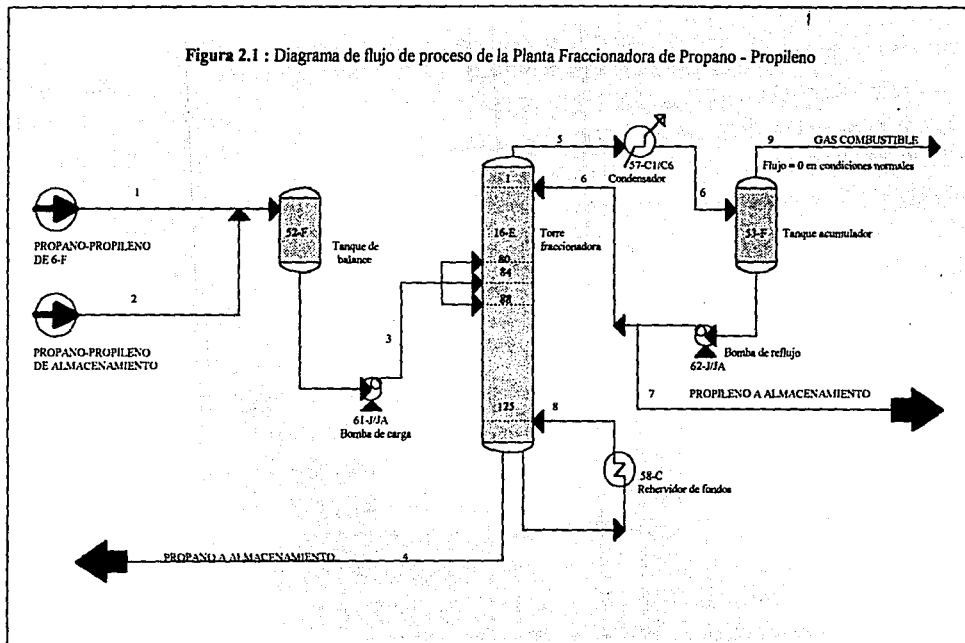 Figura 2.1 : Diagrama de flujo de proceso de la Planta Fraccionadora de Propano - Propileno
1
PROPANO-PROPILENO
DE 6-F
2
PROPANO-PROPILENO
DE ALMACENAMIENTO
52-F
Tanque de
balance
3
61-J/JA
Bomba de carga
1
16-E
80
84
88
125
Torre
fraccionadora
5
57-C1/C6
Condensador
6
6
9
GAS COMBUSTIBLE
Flujo = 0 en condiciones normales
53-F
Tanque acumulador
Bomba de reflujo
62-J/JA
7
PROPILENO A ALMACENAMIENTO
8
58-C
Rehervidor de fondos
PROPANO A ALMACENAMIENTO
4